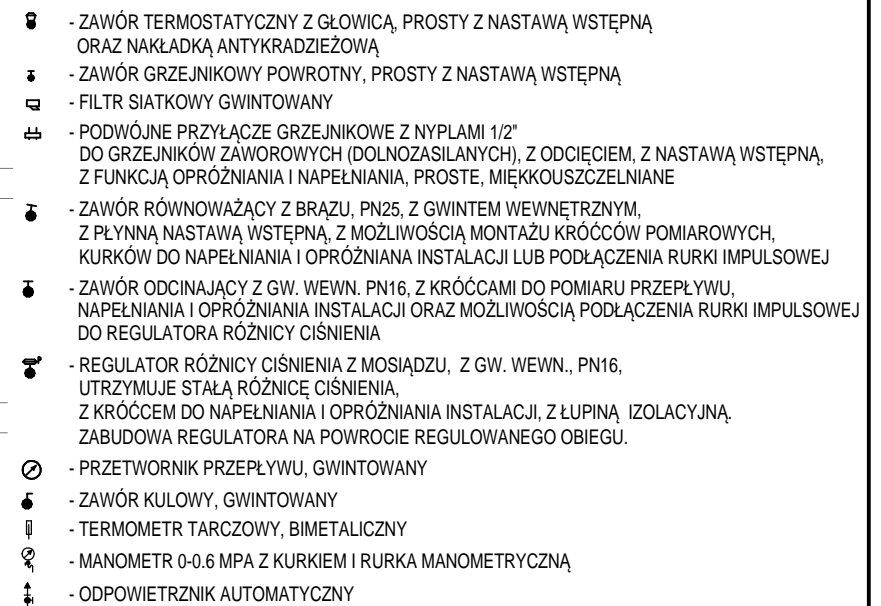 - ZAWÓR TERMOSTATYCZNY Z GŁOWICĄ, PROSTY Z NASTAWĄ WSTĘPNĄ
ORAZ NAKŁADKĄ ANTYKRADZIEŻOWĄ
- ZAWÓR GRZEJNIKOWY POWROTNY, PROSTY Z NASTAWĄ WSTĘPNĄ
- FILTR SIATKOWY GWINTOWANY
- PODWÓJNE PRZYŁĄCZE GRZEJNIKOWE Z NYPLAMI 1/2"
DO GRZEJNIKÓW ZAWOROWYCH (DOLNOZASILANYCH), Z ODCIĘCIEM, Z NASTAWĄ WSTĘPNĄ,
Z FUNKCJĄ OPRÓŻNIANIA I NAPEŁNIANIA, PROSTE, MIĘKKOUSZCZELNIANE
- ZAWÓR RÓWNOWAŻĄCY Z BRĄZU, PN25, Z GWINTEM WEWNĘTRZNYM,
Z PŁYNNĄ NASTAWĄ WSTĘPNĄ, Z MOŻLIWOŚCIĄ MONTAŻU KRÓĆCÓW POMIAROWYCH,
KURKÓW DO NAPEŁNIANIA I OPRÓŻNIANA INSTALACJI LUB PODŁĄCZENIA RURKI IMPULSOWEJ
- ZAWÓR ODCINAJĄCY Z GW. WEWN. PN16, Z KRÓĆCAMI DO POMIARU PRZEPŁYWU,
NAPEŁNIANIA I OPRÓŻNIANIA INSTALACJI ORAZ MOŻLIWOŚCIĄ PODŁĄCZENIA RURKI IMPULSOWEJ
DO REGULATORA RÓŻNICY CIŚNIENIA
- REGULATOR RÓŻNICY CIŚNIENIA Z MOSIĄDZU, Z GW. WEWN., PN16,
UTRZYMUJE STAŁĄ RÓŻNICĘ CIŚNIENIA,
Z KRÓĆCEM DO NAPEŁNIANIA I OPRÓŻNIANIA INSTALACJI, Z ŁUPINĄ IZOLACYJNĄ.
ZABUDOWA REGULATORA NA POWROCIE REGULOWANEGO OBIEGU.
- PRZETWORNIK PRZEPŁYWU, GWINTOWANY
- ZAWÓR KULOWY, GWINTOWANY
- TERMOMETR TARCZOWY, BIMETALICZNY
- MANOMETR 0-0.6 MPA Z KURKIEM I RURKA MANOMETRYCZNĄ
- ODPOWIETRZNIK AUTOMATYCZNY